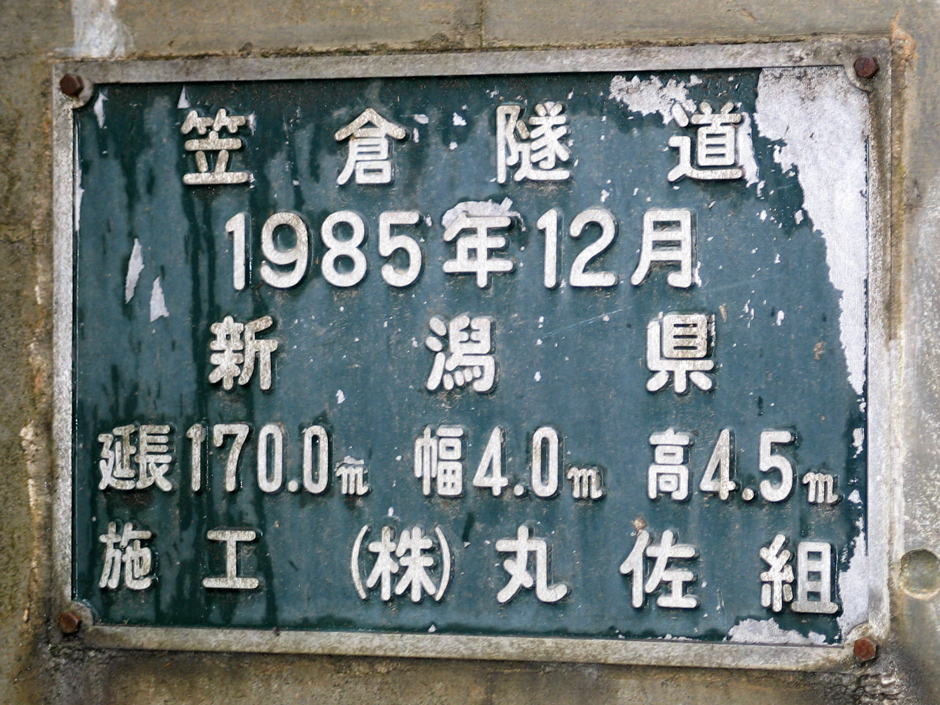 笠倉隧道
1985年12月
新潟県
延長170.0m 幅4.0m 高4.5m
施工 (株)丸佐組